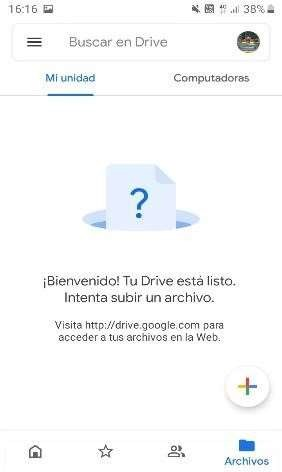 16:16
38%
Buscar en Drive
Mi unidad
Computadoras
?
¡Bienvenido! Tu Drive está listo.
Intenta subir un archivo.
Visita http://drive.google.com para
acceder a tus archivos en la Web.
Archivos